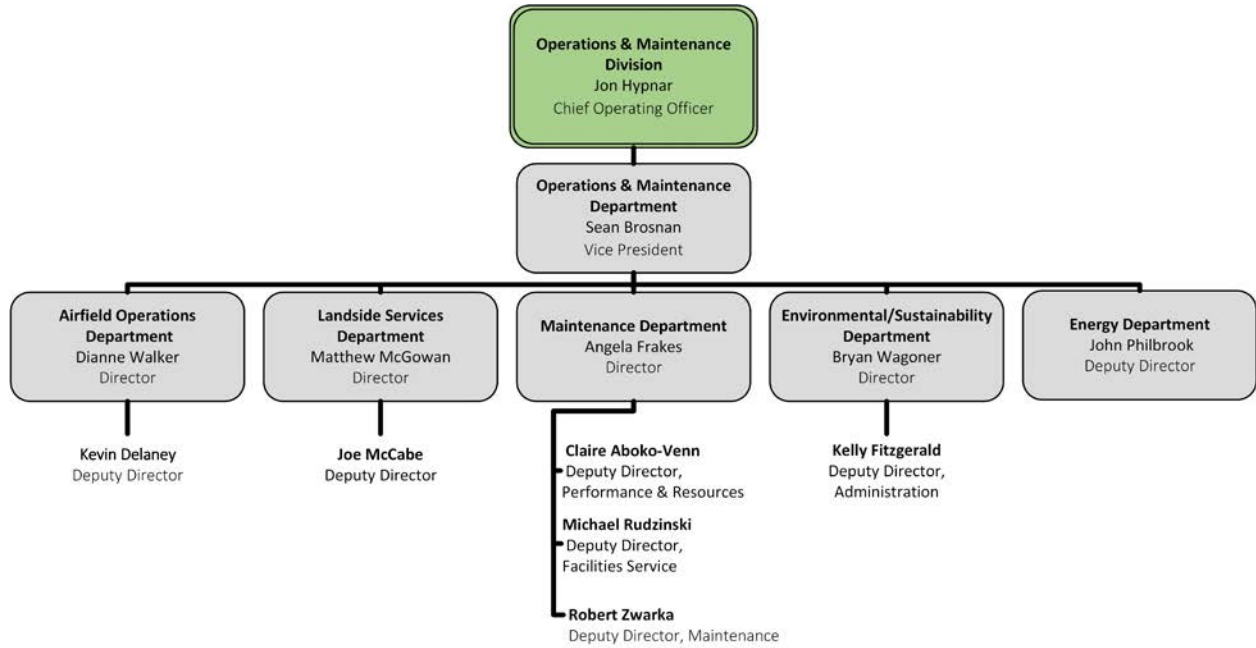 Operations & Maintenance
Division
Jon Hypnar
Chief Operating Officer
Operations & Maintenance
Department
Sean Brosnan
Vice President
Airfield Operations
Department
Dianne Walker
Director
Landside Services
Department
Matthew McGowan
Director
Maintenance Department
Angela Frakes
Director
Environmental/Sustainability
Department
Bryan Wagoner
Director
Energy Department
John Philbrook
Deputy Director
Kevin Delaney
Deputy Director
Joe McCabe
Deputy Director
Claire Aboko-Venn
Deputy Director,
Performance & Resources
Michael Rudzinski
Deputy Director,
Facilities Service
Robert Zwarka
Deputy Director, Maintenance
Kelly Fitzgerald
Deputy Director,
Administration